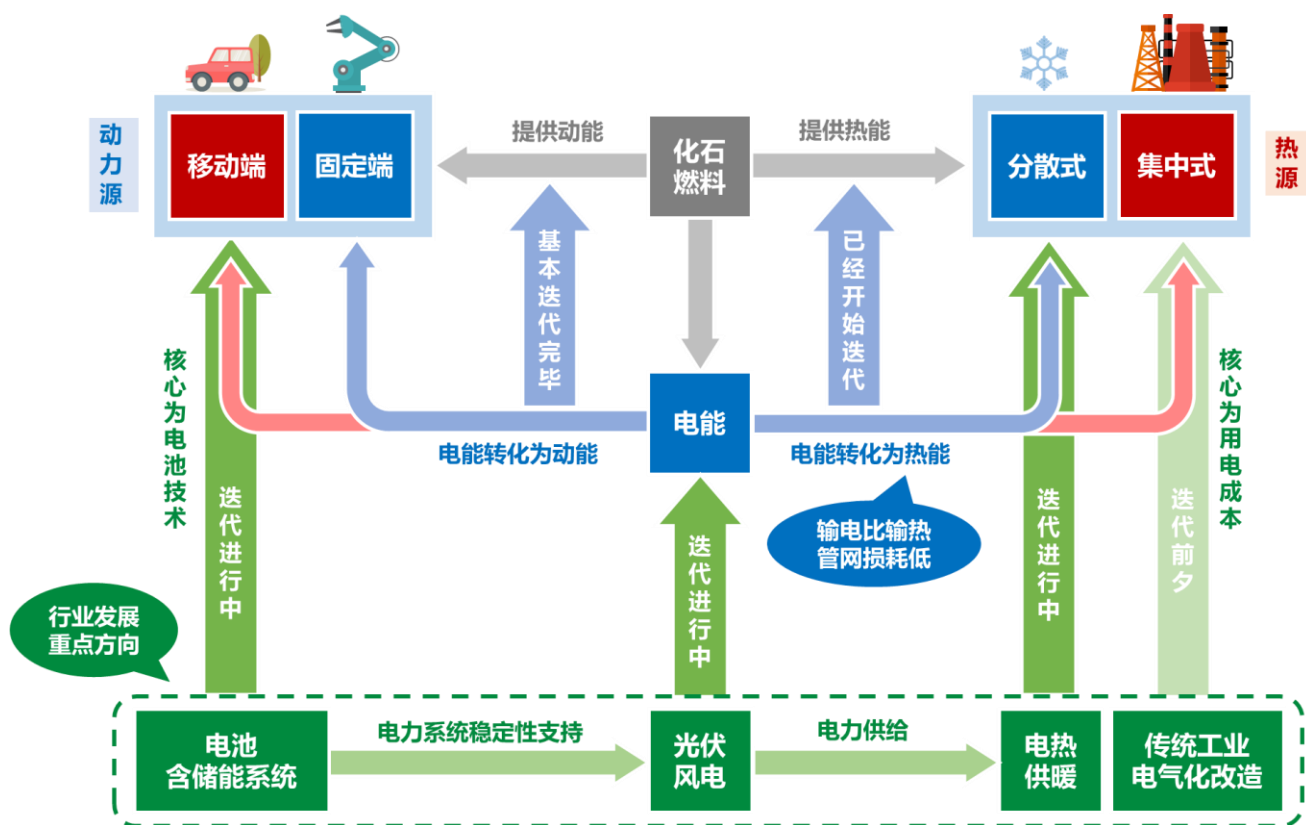 动力源
移动端
固定端
提供动能
化石
燃料
提供热能
分散式
集中式
热源
基本迭代完毕
已经开始迭代
核心为电池技术
迭代进行中
电能
电能转化为动能
电能转化为热能
输电比输热
管网损耗低
迭代进行中
迭代进行中
迭代前夕
核心为用电成本
行业发展
重点方向
电池
含储能系统
电力系统稳定性支持
光伏
风电
电力供给
电热
供暖
传统工业
电气化改造